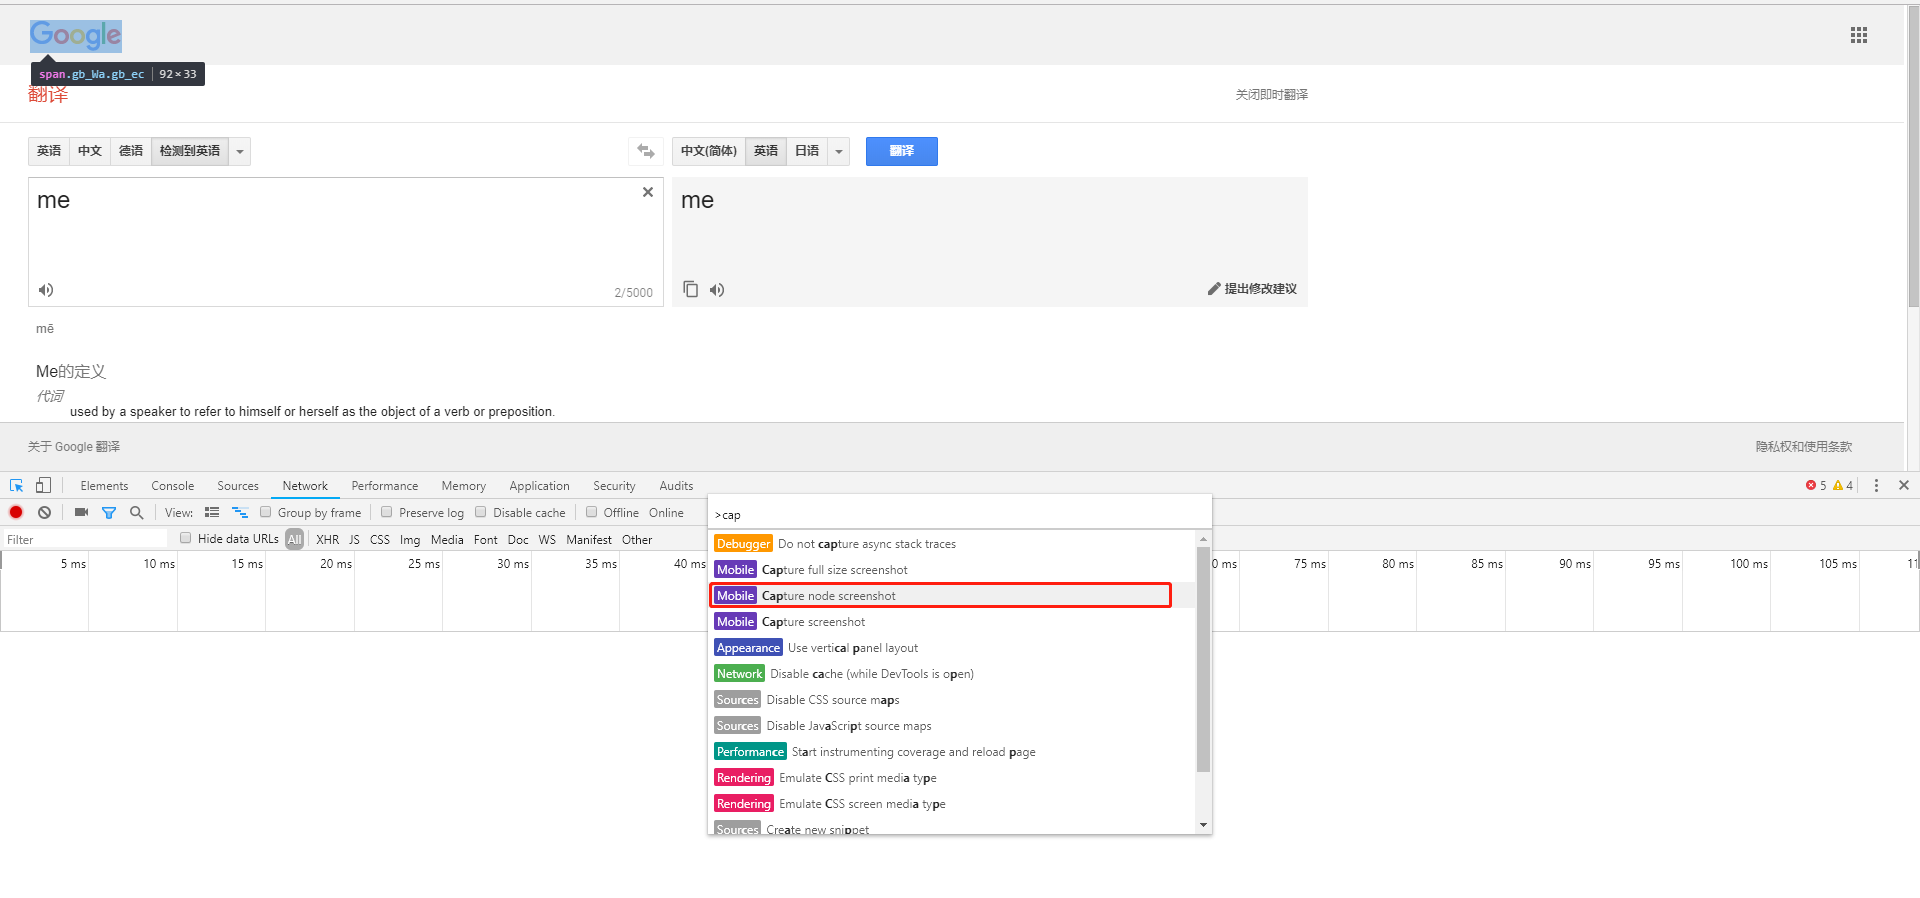 Google
span.gb_Wa.gb_ec | 92×33
翻译
关闭即时翻译
英语 中文 德语 检测到英语
中文(简体) 英语 日语 翻译
me
me
2/5000
提出修改建议
mē
Me的定义
代词
used by a speaker to refer to himself or herself as the object of a verb or preposition.
关于 Google 翻译
隐私权和使用条款
Elements Console Sources Network Performance Memory Application Security Audits 5 4
View: Group by frame Preserve log Disable cache Offline Online
>cap
Filter Hide data URLs All XHR JS CSS Img Media Font Doc WS Manifest Other
5 ms 10 ms 15 ms 20 ms 25 ms 30 ms 35 ms 40 ms 0 ms 75 ms 80 ms 85 ms 90 ms 95 ms 100 ms 105 ms 11
Debugger Do not capture async stack traces
Mobile Capture full size screenshot
Mobile Capture node screenshot
Mobile Capture screenshot
Appearance Use vertical panel layout
Network Disable cache (while DevTools is open)
Sources Disable CSS source maps
Sources Disable JavaScript source maps
Performance Start instrumenting coverage and reload page
Rendering Emulate CSS print media type
Rendering Emulate CSS screen media type
Sources Create new snippet